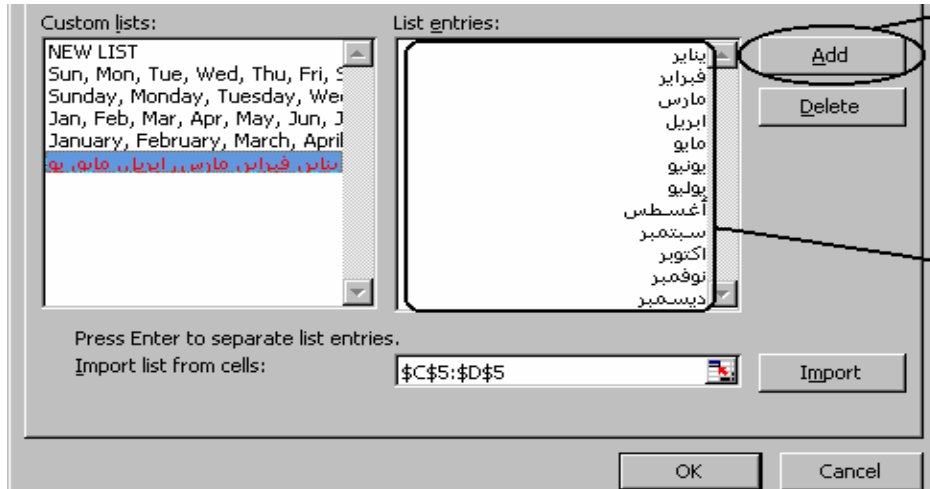 Custom lists:
NEW LIST
Sun, Mon, Tue, Wed, Thu, Fri, S
Sunday, Monday, Tuesday, We
Jan, Feb, Mar, Apr, May, Jun, J
January, February, March, April
يناير, فبراير, مارس, ابريل, مايو, يو
List entries:
يناير
فبراير
مارس
ابريل
مايو
يونيو
يوليو
أغسطس
سبتمبر
اكتوبر
نوفمبر
ديسمبر
Add
Delete
Press Enter to separate list entries.
Import list from cells:
$C$5:$D$5
Import
OK
Cancel